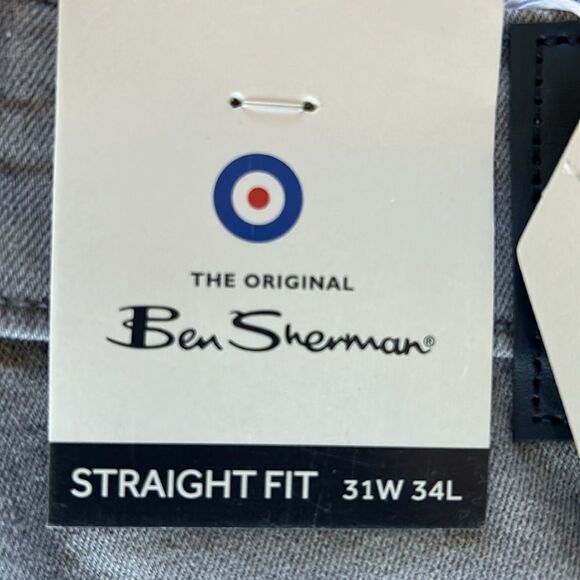 THE ORIGINAL
Ben Sherman®
STRAIGHT FIT 31W 34L